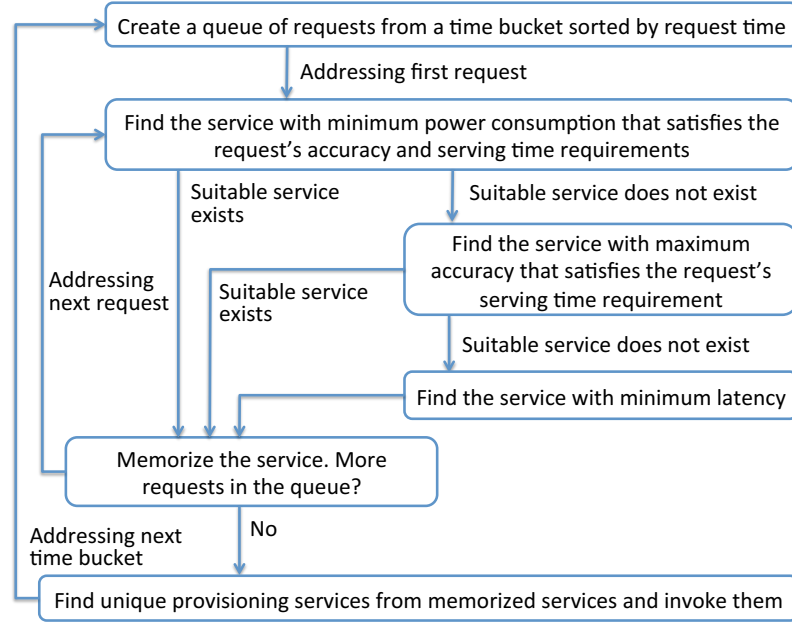 Create a queue of requests from a time bucket sorted by request time
Addressing first request
Find the service with minimum power consumption that satisfies the
request's accuracy and serving time requirements
Suitable service
exists
Suitable service does not exist
Find the service with maximum
accuracy that satisfies the request's
serving time requirement
Addressing
next request
Suitable service
exists
Suitable service does not exist
Find the service with minimum latency
Memorize the service. More
requests in the queue?
No
Addressing next
time bucket
Find unique provisioning services from memorized services and invoke them